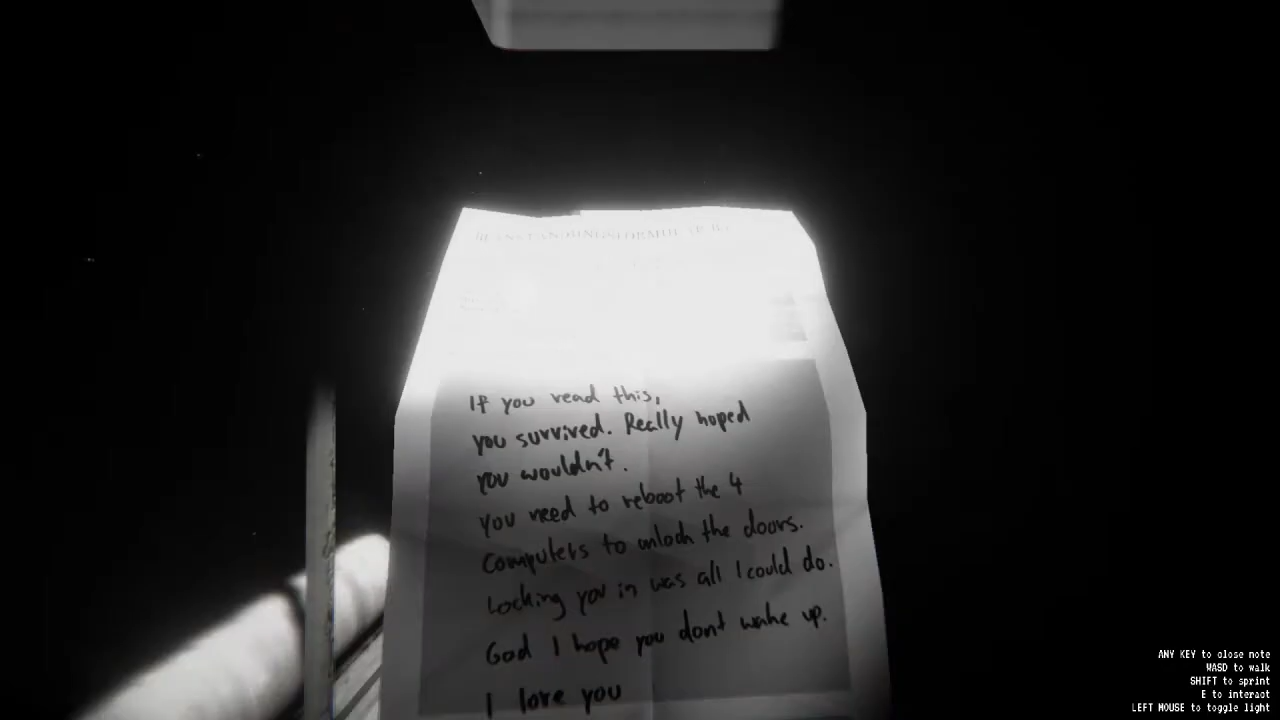 If you read this,
you survived. Really hoped
you wouldn't.
you need to reboot the 4
Computers to unlock the doors.
Locking you in was all I could do.
God I hope you dont wake up.
I love you
ANY KEY to close note
WASD to walk
SHIFT to sprint
E to interact
LEFT MOUSE to toggle light